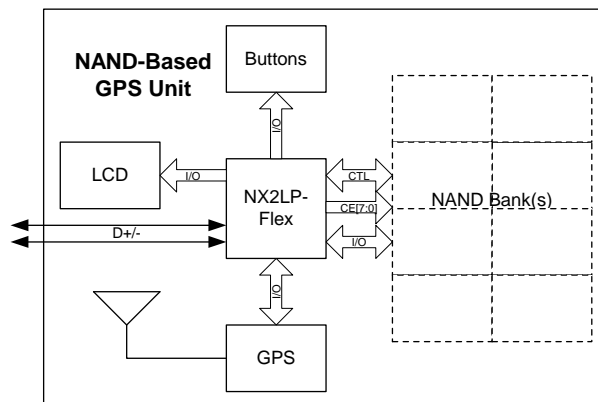 NAND-Based
GPS Unit
Buttons
I/O
LCD
I/O
NX2LP-
Flex
CTL
CE[7:0]
I/O
NAND Bank(s)
D+/-
I/O
GPS